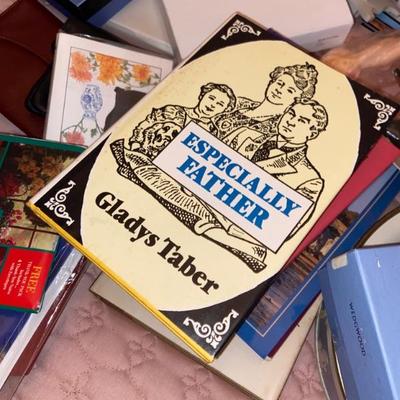 ESPECIALLY
FATHER
Gladys Taber
FREE
WEDGWOOD